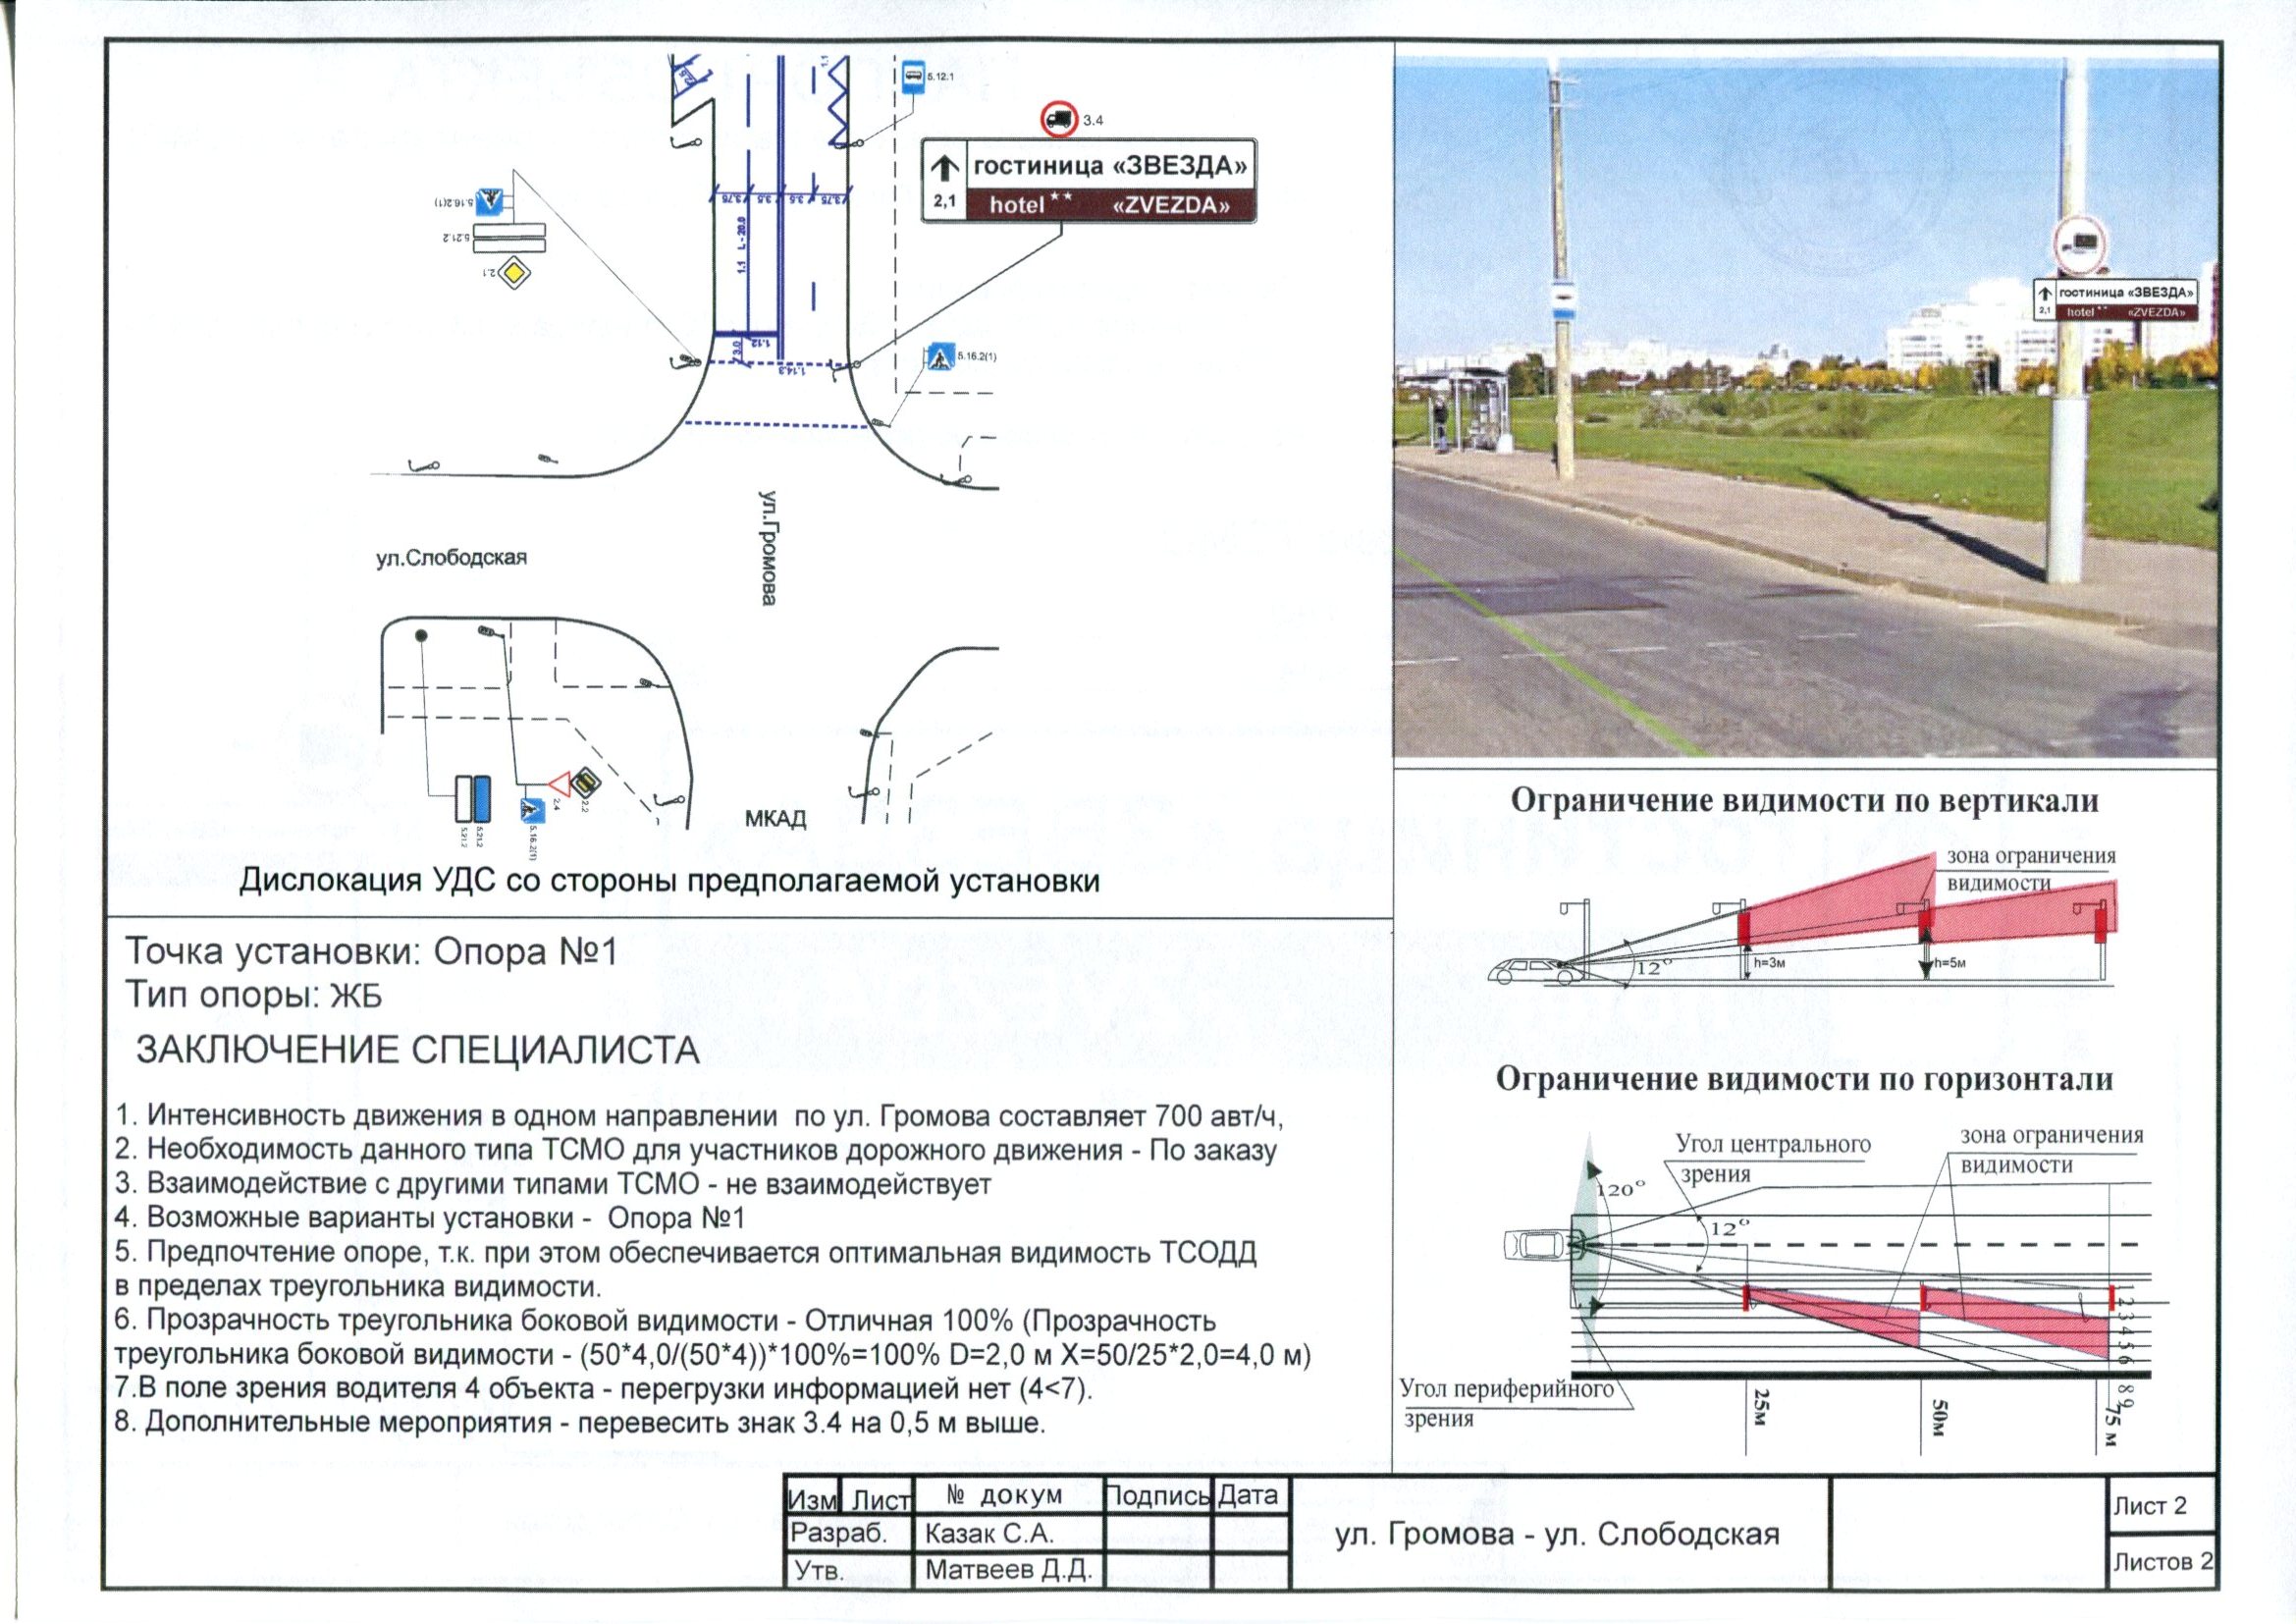 5.12.1
3.4
гостиница «ЗВЕЗДА»
2,1
hotel ** «ZVEZDA»
5.16.2(1)
5.21.2
2.1
3.75 3.5 3.5 3.75
1.1 L-20.0
1.1
3.0
1.12
1.14.3
5.16.2(1)
ул.Громова
ул.Слободская
5.21.2
5.21.2
5.16.2(1)
2.4
2.2
МКАД
Дислокация УДС со стороны предполагаемой установки
гостиница «ЗВЕЗДА»
2,1
hotel ** «ZVEZDA»
Точка установки: Опора №1
Тип опоры: ЖБ
ЗАКЛЮЧЕНИЕ СПЕЦИАЛИСТА
1. Интенсивность движения в одном направлении по ул. Громова составляет 700 авт/ч,
2. Необходимость данного типа ТСМО для участников дорожного движения - По заказу
3. Взаимодействие с другими типами ТСМО - не взаимодействует
4. Возможные варианты установки - Опора №1
5. Предпочтение опоре, т.к. при этом обеспечивается оптимальная видимость ТСОДД
в пределах треугольника видимости.
6. Прозрачность треугольника боковой видимости - Отличная 100% (Прозрачность
треугольника боковой видимости - (50*4,0/(50*4))*100%=100% D=2,0 м X=50/25*2,0=4,0 м)
7.В поле зрения водителя 4 объекта - перегрузки информацией нет (4<7).
8. Дополнительные мероприятия - перевесить знак 3.4 на 0,5 м выше.
Ограничение видимости по вертикали
зона ограничения
видимости
12°
h=3м
h=5м
Ограничение видимости по горизонтали
Угол центрального
зрения
зона ограничения
видимости
120°
12°
1 2 3 4 5 6 8 9
Угол периферийного
зрения
25м
50м
75 м
Изм Лист № докум Подпись Дата
Разраб. Казак С.А.
Утв. Матвеев Д.Д.
ул. Громова - ул. Слободская
Лист 2
Листов 2